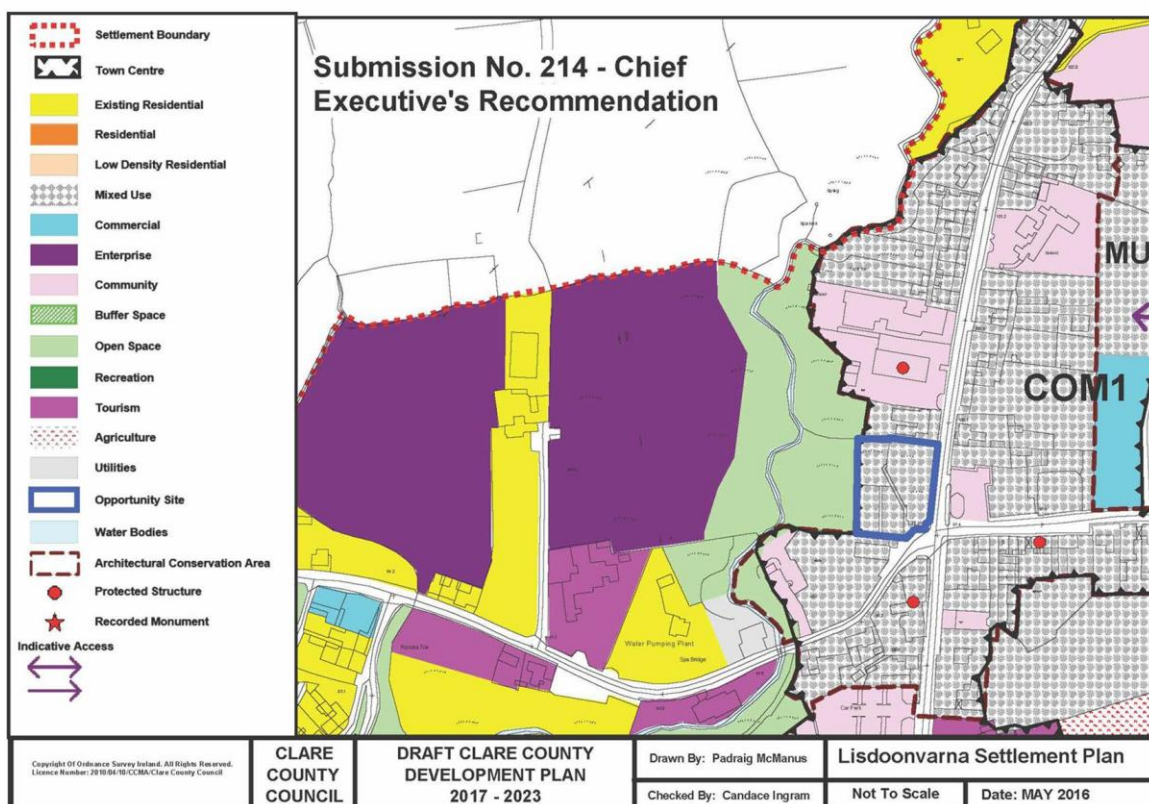 Settlement Boundary
Town Centre
Existing Residential
Residential
Low Density Residential
Mixed Use
Commercial
Enterprise
Community
Buffer Space
Open Space
Recreation
Tourism
Agriculture
Utilities
Opportunity Site
Water Bodies
Architectural Conservation Area
Protected Structure
Recorded Monument
Indicative Access
Submission No. 214 - Chief
Executive's Recommendation
Spring
MU
COM1
Water Pumping Plant
Spa Bridge
Car Park
Copyright Of Ordnance Survey Ireland. All Rights Reserved.
Licence Number: 2010/04/10/CCMA/Clare County Council
CLARE
COUNTY
COUNCIL
DRAFT CLARE COUNTY
DEVELOPMENT PLAN
2017 - 2023
Drawn By: Padraig McManus
Checked By: Candace Ingram
Lisdoonvarna Settlement Plan
Not To Scale
Date: MAY 2016